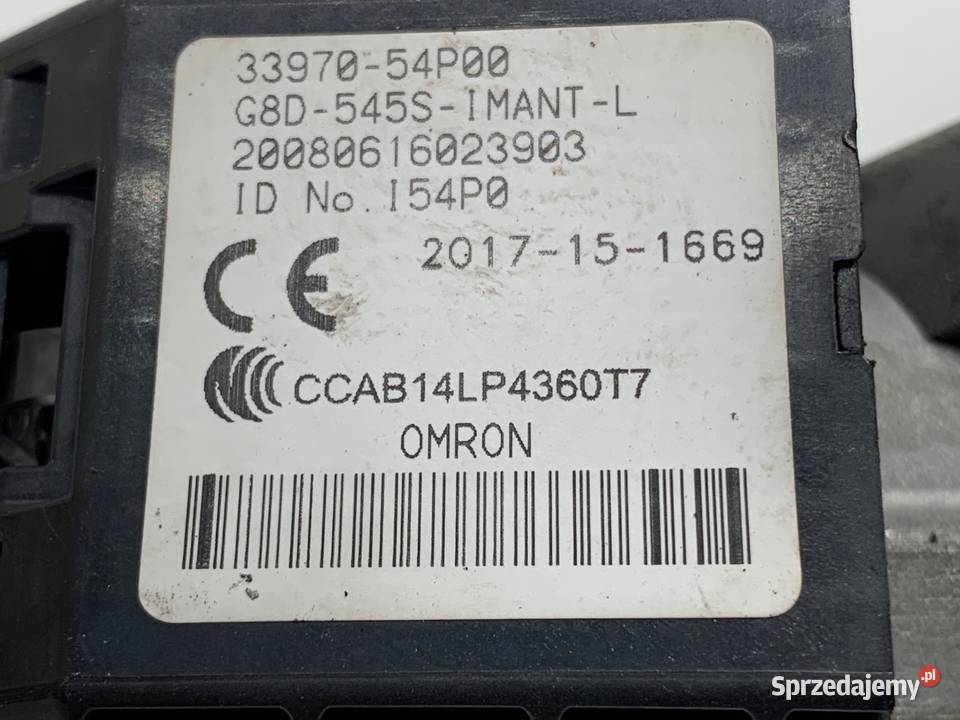 33970-54P00
G8D-545S-IMANT-L
20080616023903
ID No.I54P0
CE 2017-15-1669
CCAB14LP4360T7
OMRON
Sprzedajemy.pl